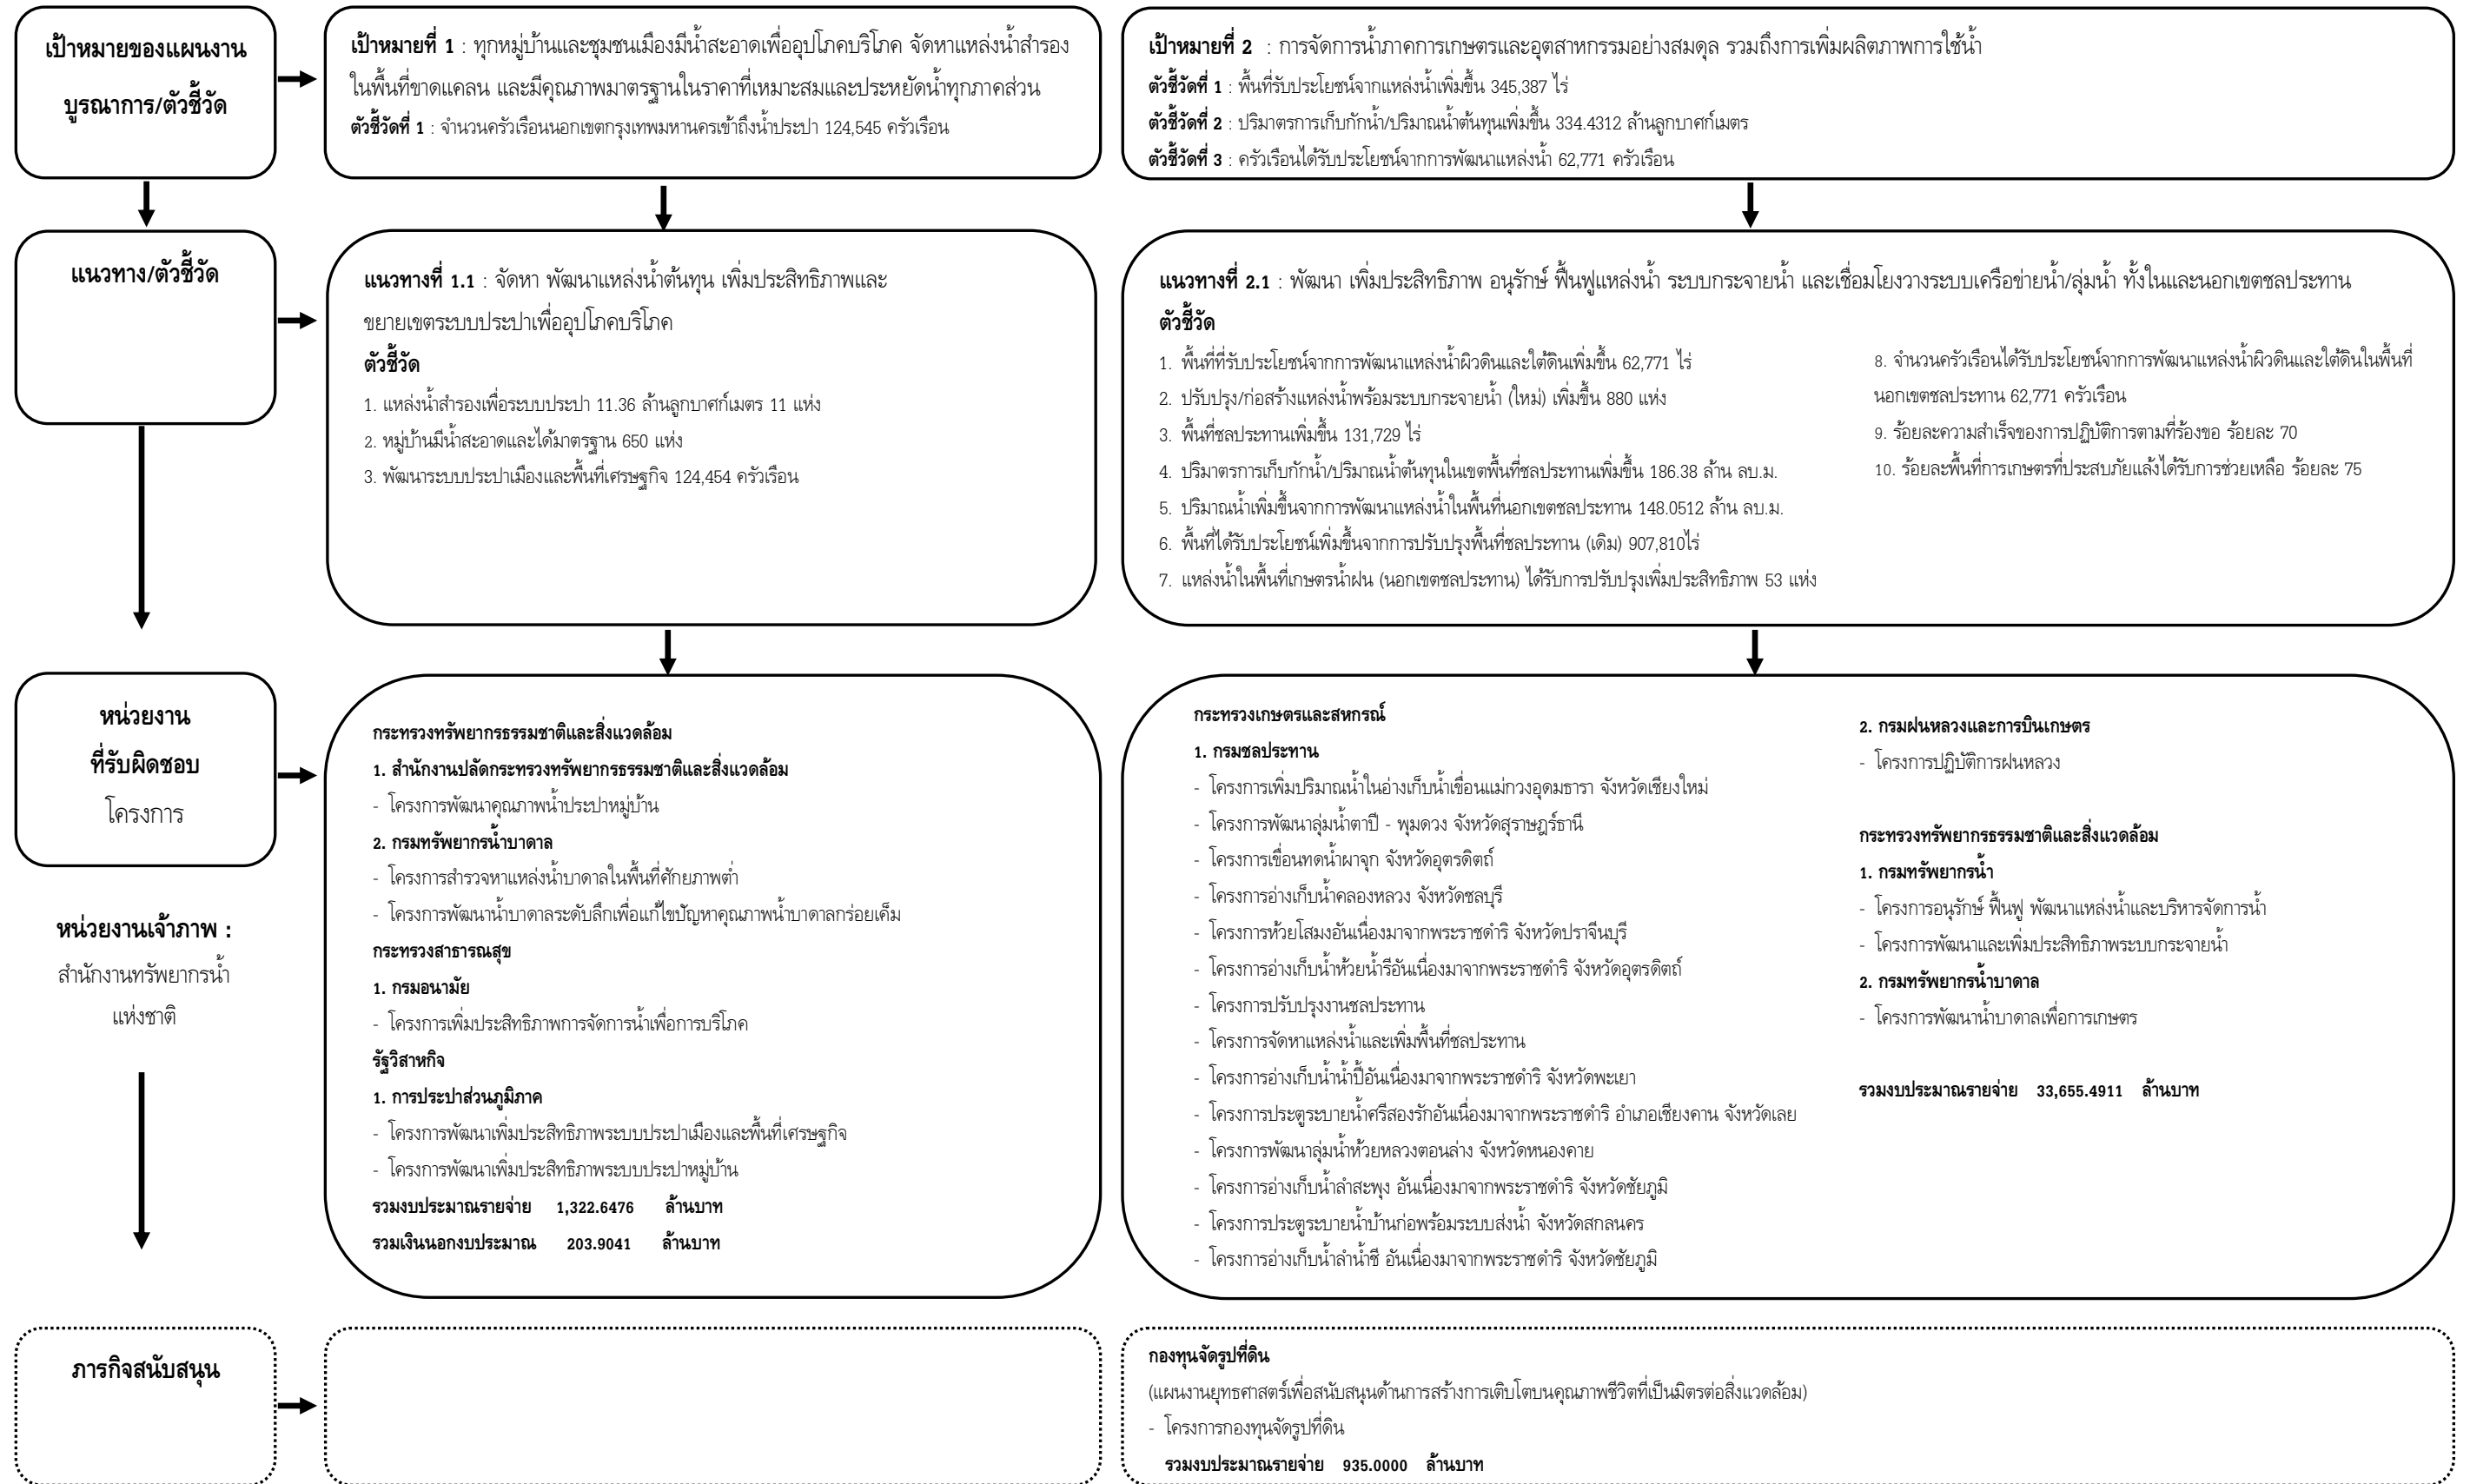 เป้าหมายของแผนงาน
บูรณาการ/ตัวชี้วัด
เป้าหมายที่ 1 : ทุกหมู่บ้านและชุมชนเมืองมีน้ำสะอาดเพื่ออุปโภคบริโภค จัดหาแหล่งน้ำสำรอง
ในพื้นที่ขาดแคลน และมีคุณภาพมาตรฐานในราคาที่เหมาะสมและประหยัดน้ำทุกภาคส่วน
ตัวชี้วัดที่ 1 : จำนวนครัวเรือนนอกเขตกรุงเทพมหานครเข้าถึงน้ำประปา 124,545 ครัวเรือน
เป้าหมายที่ 2 : การจัดการน้ำภาคการเกษตรและอุตสาหกรรมอย่างสมดุล รวมถึงการเพิ่มผลิตภาพการใช้น้ำ
ตัวชี้วัดที่ 1 : พื้นที่รับประโยชน์จากแหล่งน้ำเพิ่มขึ้น 345,387 ไร่
ตัวชี้วัดที่ 2 : ปริมาตรการเก็บกักน้ำ/ปริมาณน้ำต้นทุนเพิ่มขึ้น 334.4312 ล้านลูกบาศก์เมตร
ตัวชี้วัดที่ 3 : ครัวเรือนได้รับประโยชน์จากการพัฒนาแหล่งน้ำ 62,771 ครัวเรือน
แนวทาง/ตัวชี้วัด
แนวทางที่ 1.1 : จัดหา พัฒนาแหล่งน้ำต้นทุน เพิ่มประสิทธิภาพและ
ขยายเขตระบบประปาเพื่ออุปโภคบริโภค
ตัวชี้วัด
1. แหล่งน้ำสำรองเพื่อระบบประปา 11.36 ล้านลูกบาศก์เมตร 11 แห่ง
2. หมู่บ้านมีน้ำสะอาดและได้มาตรฐาน 650 แห่ง
3. พัฒนาระบบประปาเมืองและพื้นที่เศรษฐกิจ 124,454 ครัวเรือน
แนวทางที่ 2.1 : พัฒนา เพิ่มประสิทธิภาพ อนุรักษ์ ฟื้นฟูแหล่งน้ำ ระบบกระจายน้ำ และเชื่อมโยงวางระบบเครือข่ายน้ำ/ลุ่มน้ำ ทั้งในและนอกเขตชลประทาน
ตัวชี้วัด
1. พื้นที่ที่รับประโยชน์จากการพัฒนาแหล่งน้ำผิวดินและใต้ดินเพิ่มขึ้น 62,771 ไร่
2. ปรับปรุง/ก่อสร้างแหล่งน้ำพร้อมระบบกระจายน้ำ (ใหม่) เพิ่มขึ้น 880 แห่ง
3. พื้นที่ชลประทานเพิ่มขึ้น 131,729 ไร่
4. ปริมาตรการเก็บกักน้ำ/ปริมาณน้ำต้นทุนในเขตพื้นที่ชลประทานเพิ่มขึ้น 186.38 ล้าน ลบ.ม.
5. ปริมาณน้ำเพิ่มขึ้นจากการพัฒนาแหล่งน้ำในพื้นที่นอกเขตชลประทาน 148.0512 ล้าน ลบ.ม.
6. พื้นที่ได้รับประโยชน์เพิ่มขึ้นจากการปรับปรุงพื้นที่ชลประทาน (เดิม) 907,810ไร่
7. แหล่งน้ำในพื้นที่เกษตรน้ำฝน (นอกเขตชลประทาน) ได้รับการปรับปรุงเพิ่มประสิทธิภาพ 53 แห่ง
8. จำนวนครัวเรือนได้รับประโยชน์จากการพัฒนาแหล่งน้ำผิวดินและใต้ดินในพื้นที่
นอกเขตชลประทาน 62,771 ครัวเรือน
9. ร้อยละความสำเร็จของการปฏิบัติการตามที่ร้องขอ ร้อยละ 70
10. ร้อยละพื้นที่การเกษตรที่ประสบภัยแล้งได้รับการช่วยเหลือ ร้อยละ 75
หน่วยงาน
ที่รับผิดชอบ
โครงการ
หน่วยงานเจ้าภาพ :
สำนักงานทรัพยากรน้ำ
แห่งชาติ
กระทรวงทรัพยากรธรรมชาติและสิ่งแวดล้อม
1. สำนักงานปลัดกระทรวงทรัพยากรธรรมชาติและสิ่งแวดล้อม
- โครงการพัฒนาคุณภาพน้ำประปาหมู่บ้าน
2. กรมทรัพยากรน้ำบาดาล
- โครงการสำรวจหาแหล่งน้ำบาดาลในพื้นที่ศักยภาพต่ำ
- โครงการพัฒนาน้ำบาดาลระดับลึกเพื่อแก้ไขปัญหาคุณภาพน้ำบาดาลกร่อยเค็ม
กระทรวงสาธารณสุข
1. กรมอนามัย
- โครงการเพิ่มประสิทธิภาพการจัดการน้ำเพื่อการบริโภค
รัฐวิสาหกิจ
1. การประปาส่วนภูมิภาค
- โครงการพัฒนาเพิ่มประสิทธิภาพระบบประปาเมืองและพื้นที่เศรษฐกิจ
- โครงการพัฒนาเพิ่มประสิทธิภาพระบบประปาหมู่บ้าน
รวมงบประมาณรายจ่าย 1,322.6476 ล้านบาท
รวมเงินนอกงบประมาณ 203.9041 ล้านบาท
กระทรวงเกษตรและสหกรณ์
1. กรมชลประทาน
- โครงการเพิ่มปริมาณน้ำในอ่างเก็บน้ำเขื่อนแม่กวงอุดมธารา จังหวัดเชียงใหม่
- โครงการพัฒนาลุ่มน้ำตาปี - พุมดวง จังหวัดสุราษฎร์ธานี
- โครงการเขื่อนทดน้ำผาจุก จังหวัดอุตรดิตถ์
- โครงการอ่างเก็บน้ำคลองหลวง จังหวัดชลบุรี
- โครงการห้วยโสมงอันเนื่องมาจากพระราชดำริ จังหวัดปราจีนบุรี
- โครงการอ่างเก็บน้ำห้วยน้ำรีอันเนื่องมาจากพระราชดำริ จังหวัดอุตรดิตถ์
- โครงการปรับปรุงงานชลประทาน
- โครงการจัดหาแหล่งน้ำและเพิ่มพื้นที่ชลประทาน
- โครงการอ่างเก็บน้ำน้ำปี้อันเนื่องมาจากพระราชดำริ จังหวัดพะเยา
- โครงการประตูระบายน้ำศรีสองรักอันเนื่องมาจากพระราชดำริ อำเภอเชียงคาน จังหวัดเลย
- โครงการพัฒนาลุ่มน้ำห้วยหลวงตอนล่าง จังหวัดหนองคาย
- โครงการอ่างเก็บน้ำลำสะพุง อันเนื่องมาจากพระราชดำริ จังหวัดชัยภูมิ
- โครงการประตูระบายน้ำบ้านก่อพร้อมระบบส่งน้ำ จังหวัดสกลนคร
- โครงการอ่างเก็บน้ำลำน้ำชี อันเนื่องมาจากพระราชดำริ จังหวัดชัยภูมิ
2. กรมฝนหลวงและการบินเกษตร
- โครงการปฏิบัติการฝนหลวง
กระทรวงทรัพยากรธรรมชาติและสิ่งแวดล้อม
1. กรมทรัพยากรน้ำ
- โครงการอนุรักษ์ ฟื้นฟู พัฒนาแหล่งน้ำและบริหารจัดการน้ำ
- โครงการพัฒนาและเพิ่มประสิทธิภาพระบบกระจายน้ำ
2. กรมทรัพยากรน้ำบาดาล
- โครงการพัฒนาน้ำบาดาลเพื่อการเกษตร
รวมงบประมาณรายจ่าย 33,655.4911 ล้านบาท
ภารกิจสนับสนุน
กองทุนจัดรูปที่ดิน
(แผนงานยุทธศาสตร์เพื่อสนับสนุนด้านการสร้างการเติบโตบนคุณภาพชีวิตที่เป็นมิตรต่อสิ่งแวดล้อม)
- โครงการกองทุนจัดรูปที่ดิน
รวมงบประมาณรายจ่าย 935.0000 ล้านบาท